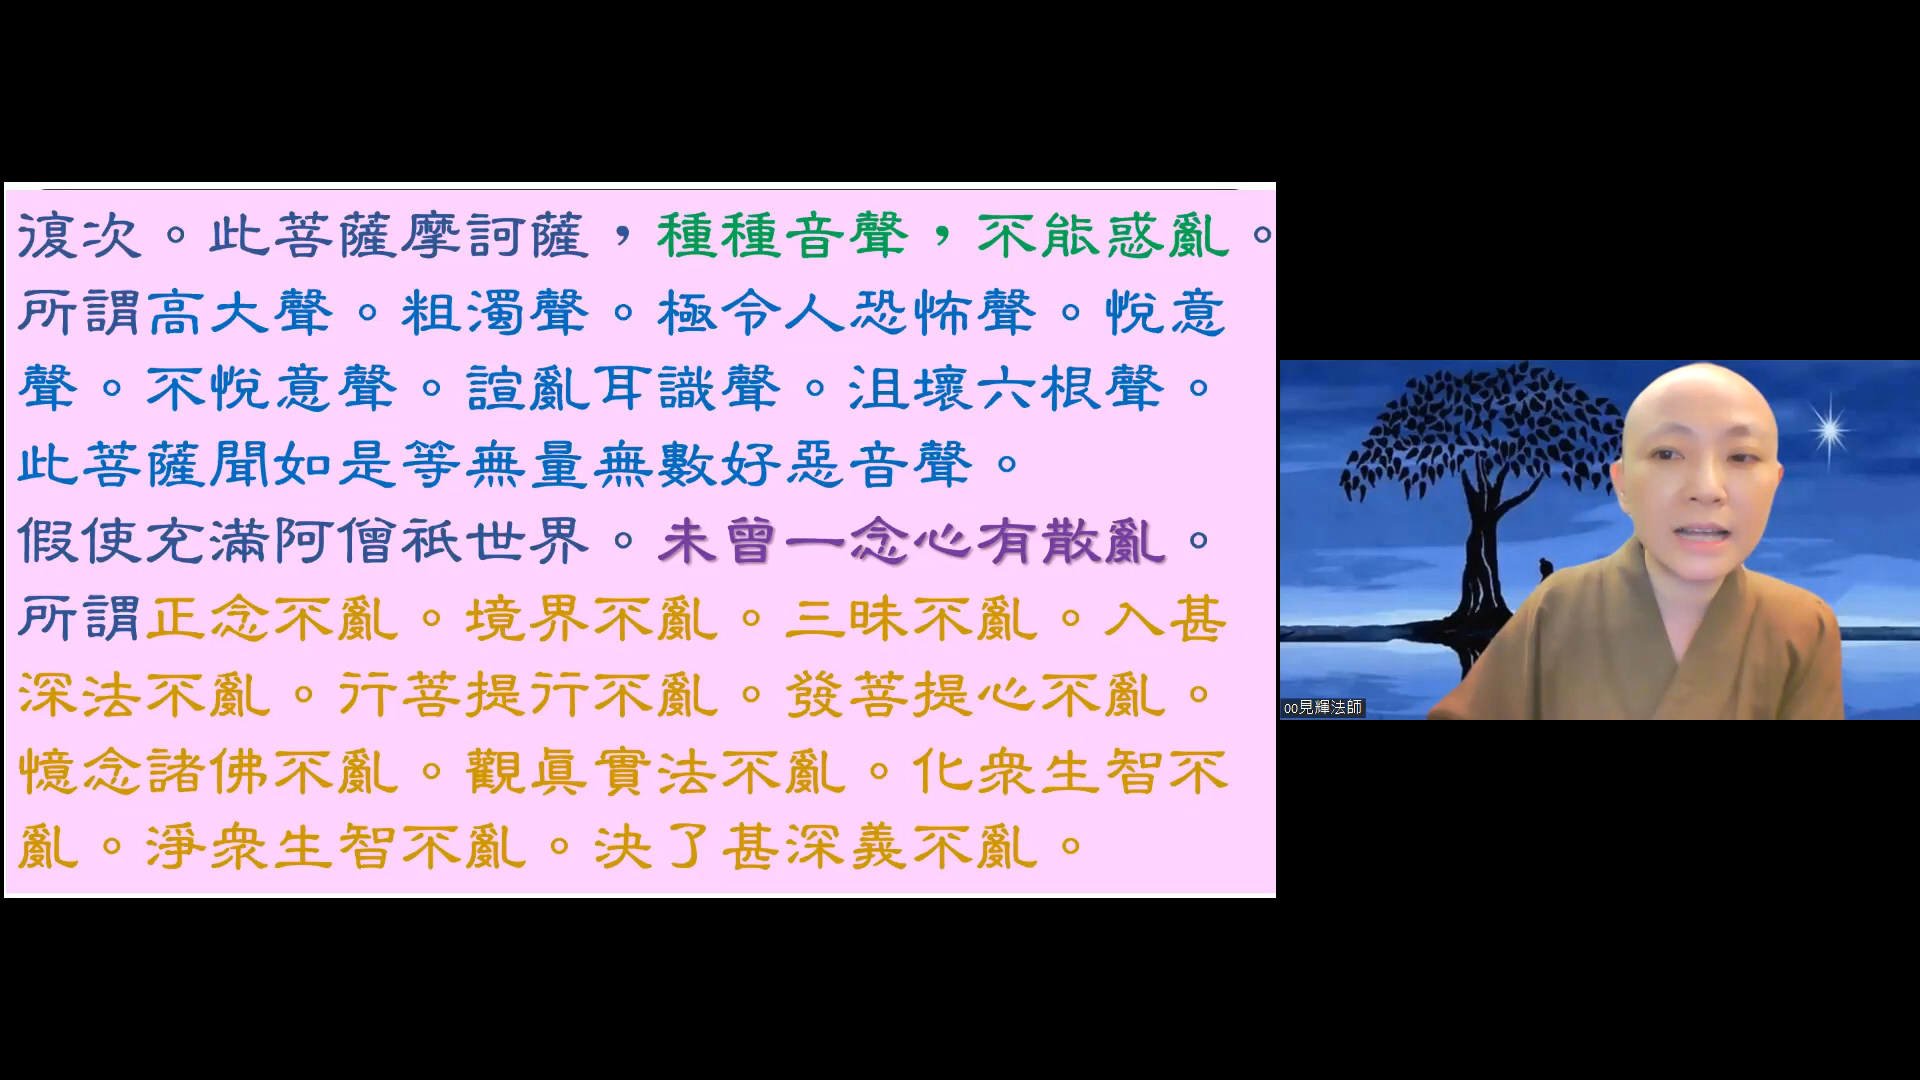 復次。此菩薩摩訶薩，種種音聲，不能惑亂。
所謂高大聲。粗濁聲。極令人恐怖聲。悅意
聲。不悅意聲。諠亂耳識聲。沮壞六根聲。
此菩薩聞如是等無量無數好惡音聲。
假使充滿阿僧祇世界。未曾一念心有散亂。
所謂正念不亂。境界不亂。三昧不亂。入甚
深法不亂。行菩提行不亂。發菩提心不亂。
憶念諸佛不亂。觀真實法不亂。化眾生智不
亂。淨眾生智不亂。決了甚深義不亂。
oo見輝法師